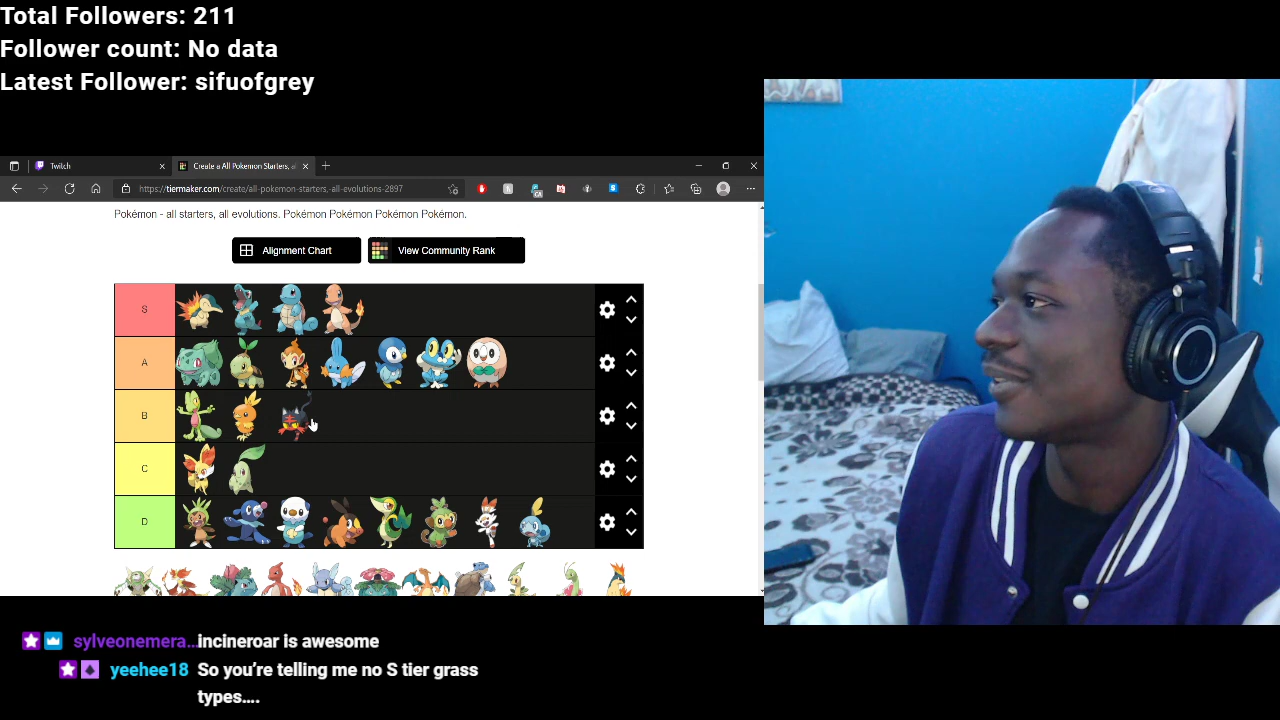 Total Followers: 211
Follower count: No data
Latest Follower: sifuofgrey
Twitch
Create a All Pokemon Starters, a
https://tiermaker.com/create/all-pokemon-starters,-all-evolutions-2897
Pokémon - all starters, all evolutions. Pokémon Pokémon Pokémon Pokémon.
Alignment Chart
View Community Rank
S
A
B
C
D
sylveonemera... incineroar is awesome
yeehee18 So you’re telling me no S tier grass
types....